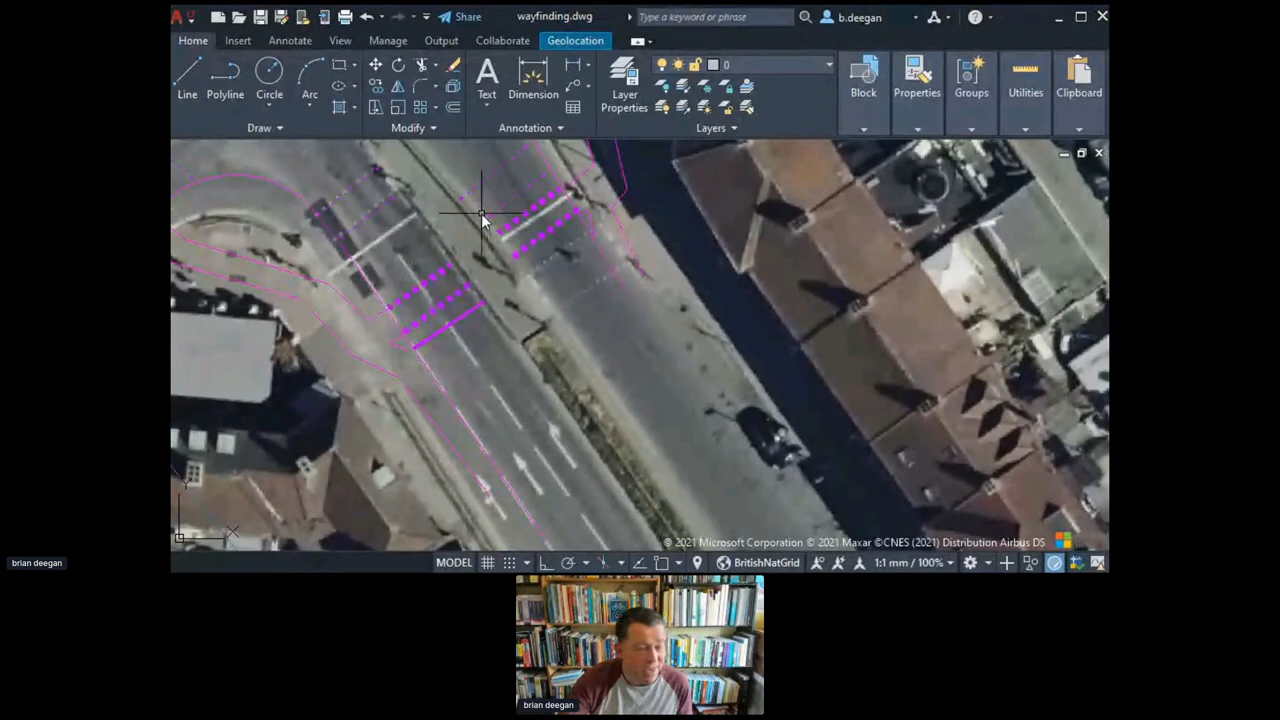 Share
wayfinding.dwg
Type a keyword or phrase
b.deegan
Home Insert Annotate View Manage Output Collaborate Geolocation
Line Polyline Circle Arc
Text Dimension
Layer Properties
0
Block Properties Groups Utilities Clipboard
Draw Modify Annotation Layers
© 2021 Microsoft Corporation © 2021 Maxar ©CNES (2021) Distribution Airbus DS
Y
X
MODEL BritishNatGrid 1:1 mm / 100%
brian deegan
brian deegan